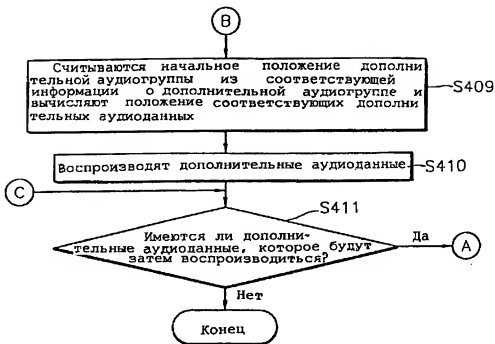 B
Считываются начальное положение дополни
тельной аудиогруппы из соответствующей
информации о дополнительной аудиогруппе и
вычисляют положение соответствующих дополни
тельных аудиоданных
S409
Воспроизводят дополнительные аудиоданные
S410
C
S411
Имеются ли дополни-
тельные аудиоданные, которое будут
затем воспроизводиться?
Да
A
Нет
Конец